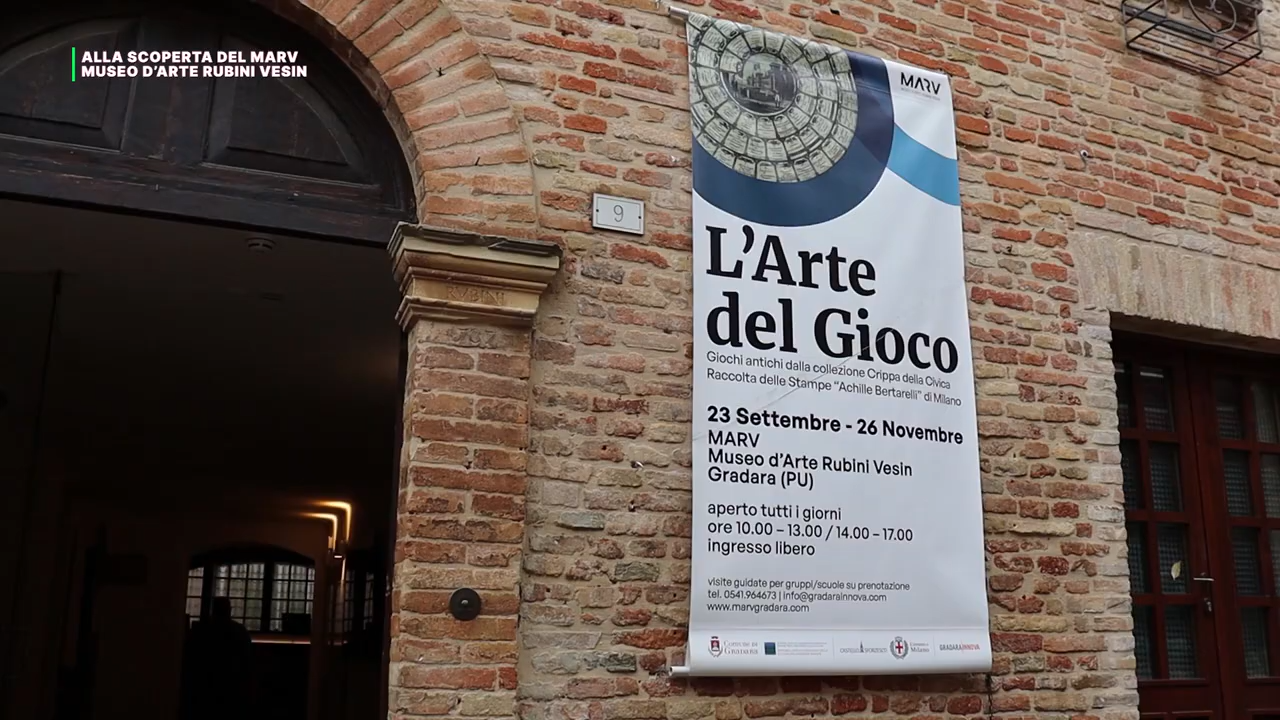 ALLA SCOPERTA DEL MARV
MUSEO D'ARTE RUBINI VESIN
MARV
9
L'Arte
del Gioco
Giochi antichi dalla collezione Crippa della Civica
Raccolta delle Stampe "Achille Bertarelli" di Milano
23 Settembre - 26 Novembre
MARV
Museo d'Arte Rubini Vesin
Gradara (PU)
aperto tutti i giorni
ore 10.00 – 13.00 / 14.00 – 17.00
ingresso libero
visite guidate per gruppi/scuole su prenotazione
tel. 0541.964673 | info@gradarainnova.com
www.marvgradara.com
Comune di
Gradara
Milano
GRADARAINNOVA